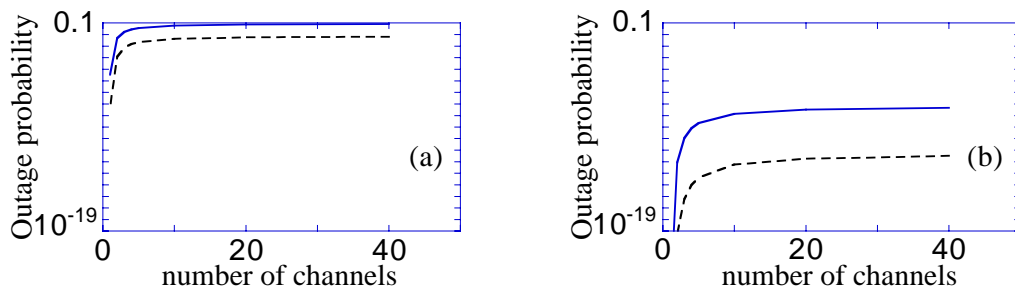 0.1
Outage probability
10-19
(a)
0 20 40
number of channels
0.1
Outage probability
10-19
(b)
0 20 40
number of channels